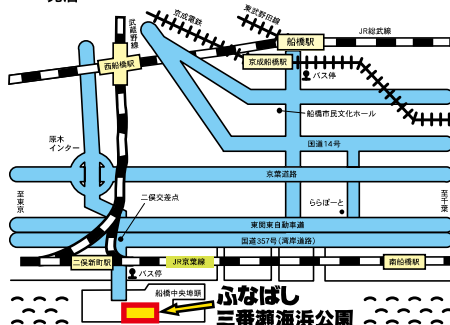 武蔵野線
京成電鉄
東武野田線
船橋駅
JR総武線
西船橋駅
京成船橋駅
バス停
船橋市民文化ホール
原木
インター
国道14号
京葉道路
至東京
二俣交差点
ららぽーと
至千葉
東関東自動車道
国道357号(湾岸道路)
二俣新町駅
JR京葉線
南船橋駅
バス停
船橋中央埠頭
ふなばし
三番瀬海浜公園